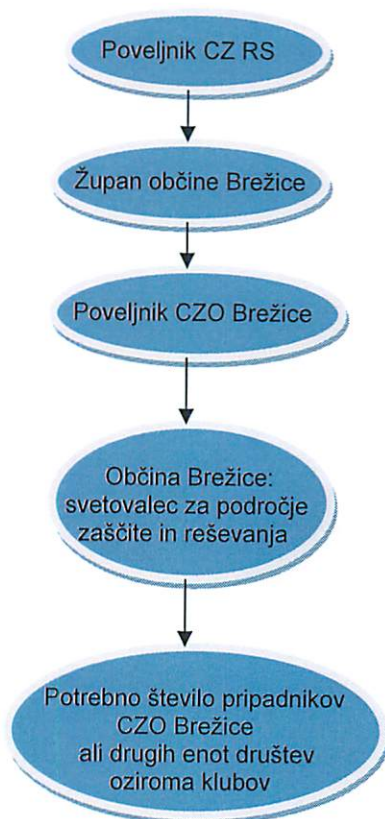 Poveljnik CZ RS
Župan občine Brežice
Poveljnik CZO Brežice
Občina Brežice:
svetovalec za področje
zaščite in reševanja
Potrebno število pripadnikov
CZO Brežice
ali drugih enot društev
oziroma klubov